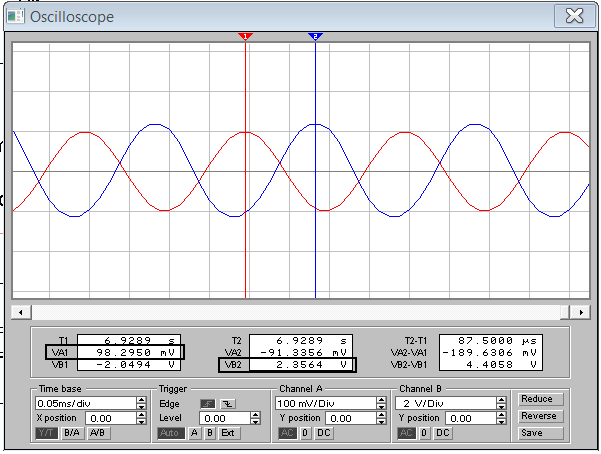 Oscilloscope
1 2
T1 6.9289 s T2 6.9289 s T2-T1 87.5000 µs
VA1 98.2950 mV VA2 -91.3356 mV VA2-VA1 -189.6306 mV
VB1 -2.0494 V VB2 2.3564 V VB2-VB1 4.4058 V
Time base Trigger Channel A Channel B
0.05ms/div Edge 100 mV/Div 2 V/Div Reduce
X position 0.00 Level 0.00 Y position 0.00 Y position 0.00 Reverse
Y/T B/A A/B Auto A B Ext AC 0 DC AC 0 DC Save